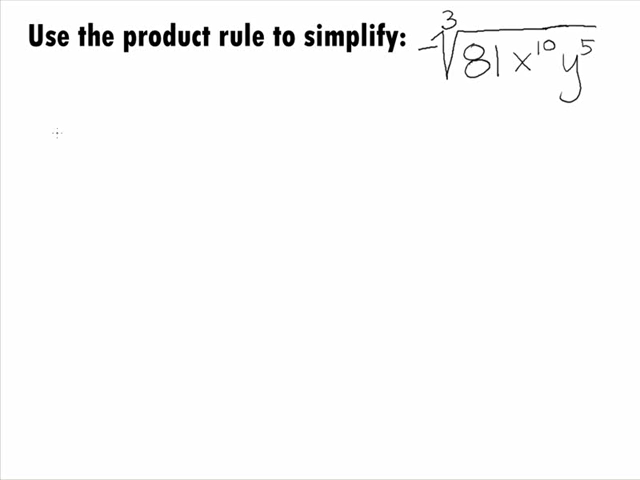 Use the product rule to simplify: -∛81x¹⁰y⁵